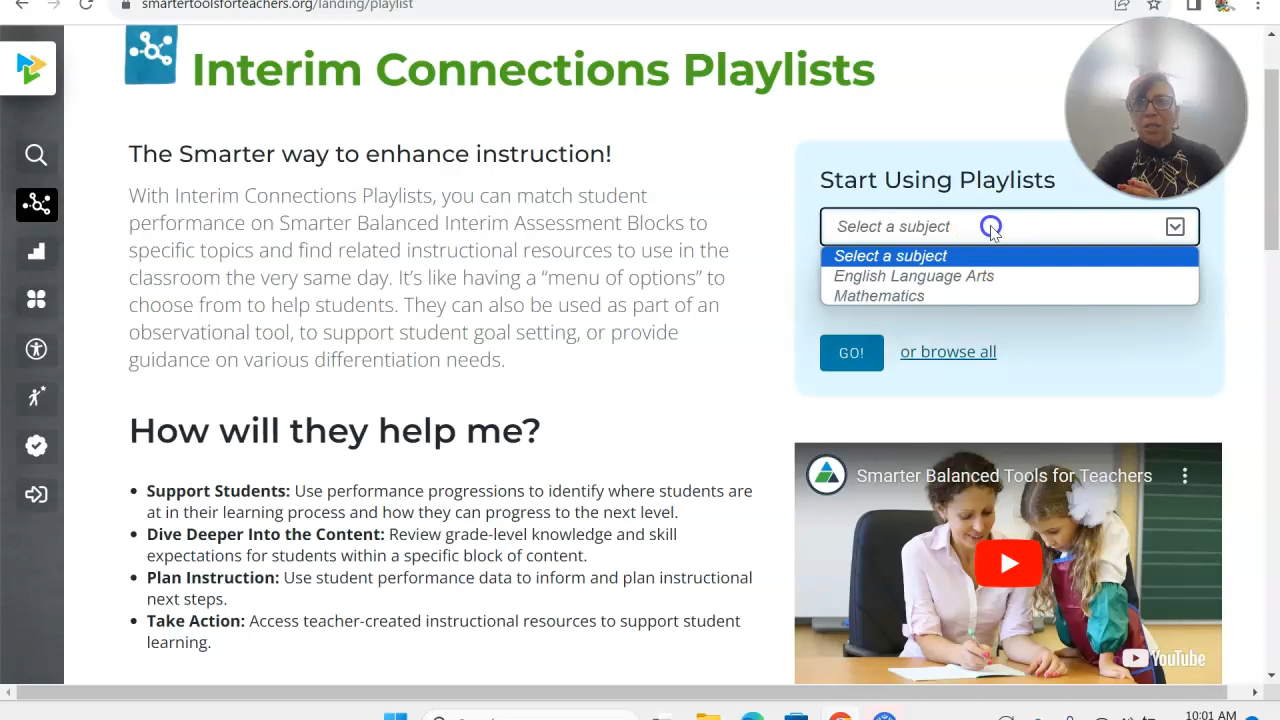 smartertoolsforteachers.org/landing/playlist
Interim Connections Playlists
The Smarter way to enhance instruction!
With Interim Connections Playlists, you can match student
performance on Smarter Balanced Interim Assessment Blocks to
specific topics and find related instructional resources to use in the
classroom the very same day. It’s like having a “menu of options” to
choose from to help students. They can also be used as part of an
observational tool, to support student goal setting, or provide
guidance on various differentiation needs.
How will they help me?
• Support Students: Use performance progressions to identify where students are
at in their learning process and how they can progress to the next level.
• Dive Deeper Into the Content: Review grade-level knowledge and skill
expectations for students within a specific block of content.
• Plan Instruction: Use student performance data to inform and plan instructional
next steps.
• Take Action: Access teacher-created instructional resources to support student
learning.
Start Using Playlists
Select a subject
Select a subject
English Language Arts
Mathematics
GO!
or browse all
Smarter Balanced Tools for Teachers
YouTube
10:01 AM